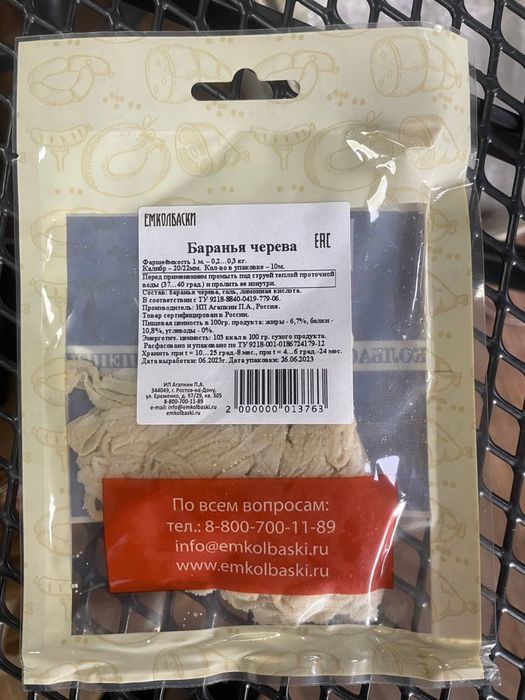 ЕМКОЛБАСКИ
Баранья черева
EAC
Фаршеёмкость 1 м. – 0,2...0,3 кг.
Калибр – 20/22мм. Кол-во в упаковке – 10м.
Перед применением промыть под струей теплой проточной
воды (37...40 град.) и пролить ее изнутри.
Состав: баранья черева, соль, лимонная кислота.
В соответствии с ТУ 9218-8840-0419-779-06.
Производитель: ИП Агапкин П.А., Россия.
Товар сертифицирован в России.
Пищевая ценность в 100гр. продукта: жиры - 6,7%, белки -
10,8%, углеводы - 0%.
Энергетич. ценность: 103 ккал в 100 гр. сухого продукта.
Расфасовано и упаковано по ТУ9218-001-0186724179-12
Хранить при t = 10...25 град.-8 мес., при t = 4...6 град.-24 мес.
Дата выработки: 06.2023г. Дата упаковки: 26.06.2023
ИП Агапкин П.А.
344049, г. Ростов-на-Дону,
ул. Еременко, д. 97/29, кв. 305
8-800-700-11-89
e-mail: info@emkolbaski.ru
emkolbaski.ru
2 000000 013763
По всем вопросам:
тел.: 8-800-700-11-89
info@emkolbaski.ru
www.emkolbaski.ru